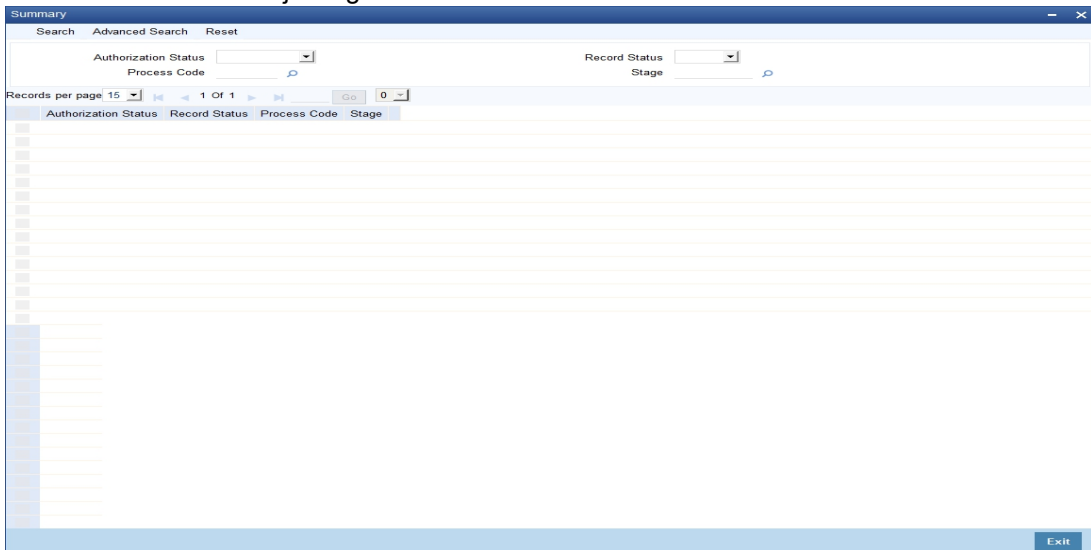 Summary
Search Advanced Search Reset
Authorization Status Record Status
Process Code Stage
Records per page 15 1 Of 1 Go 0
Authorization Status Record Status Process Code Stage
Exit